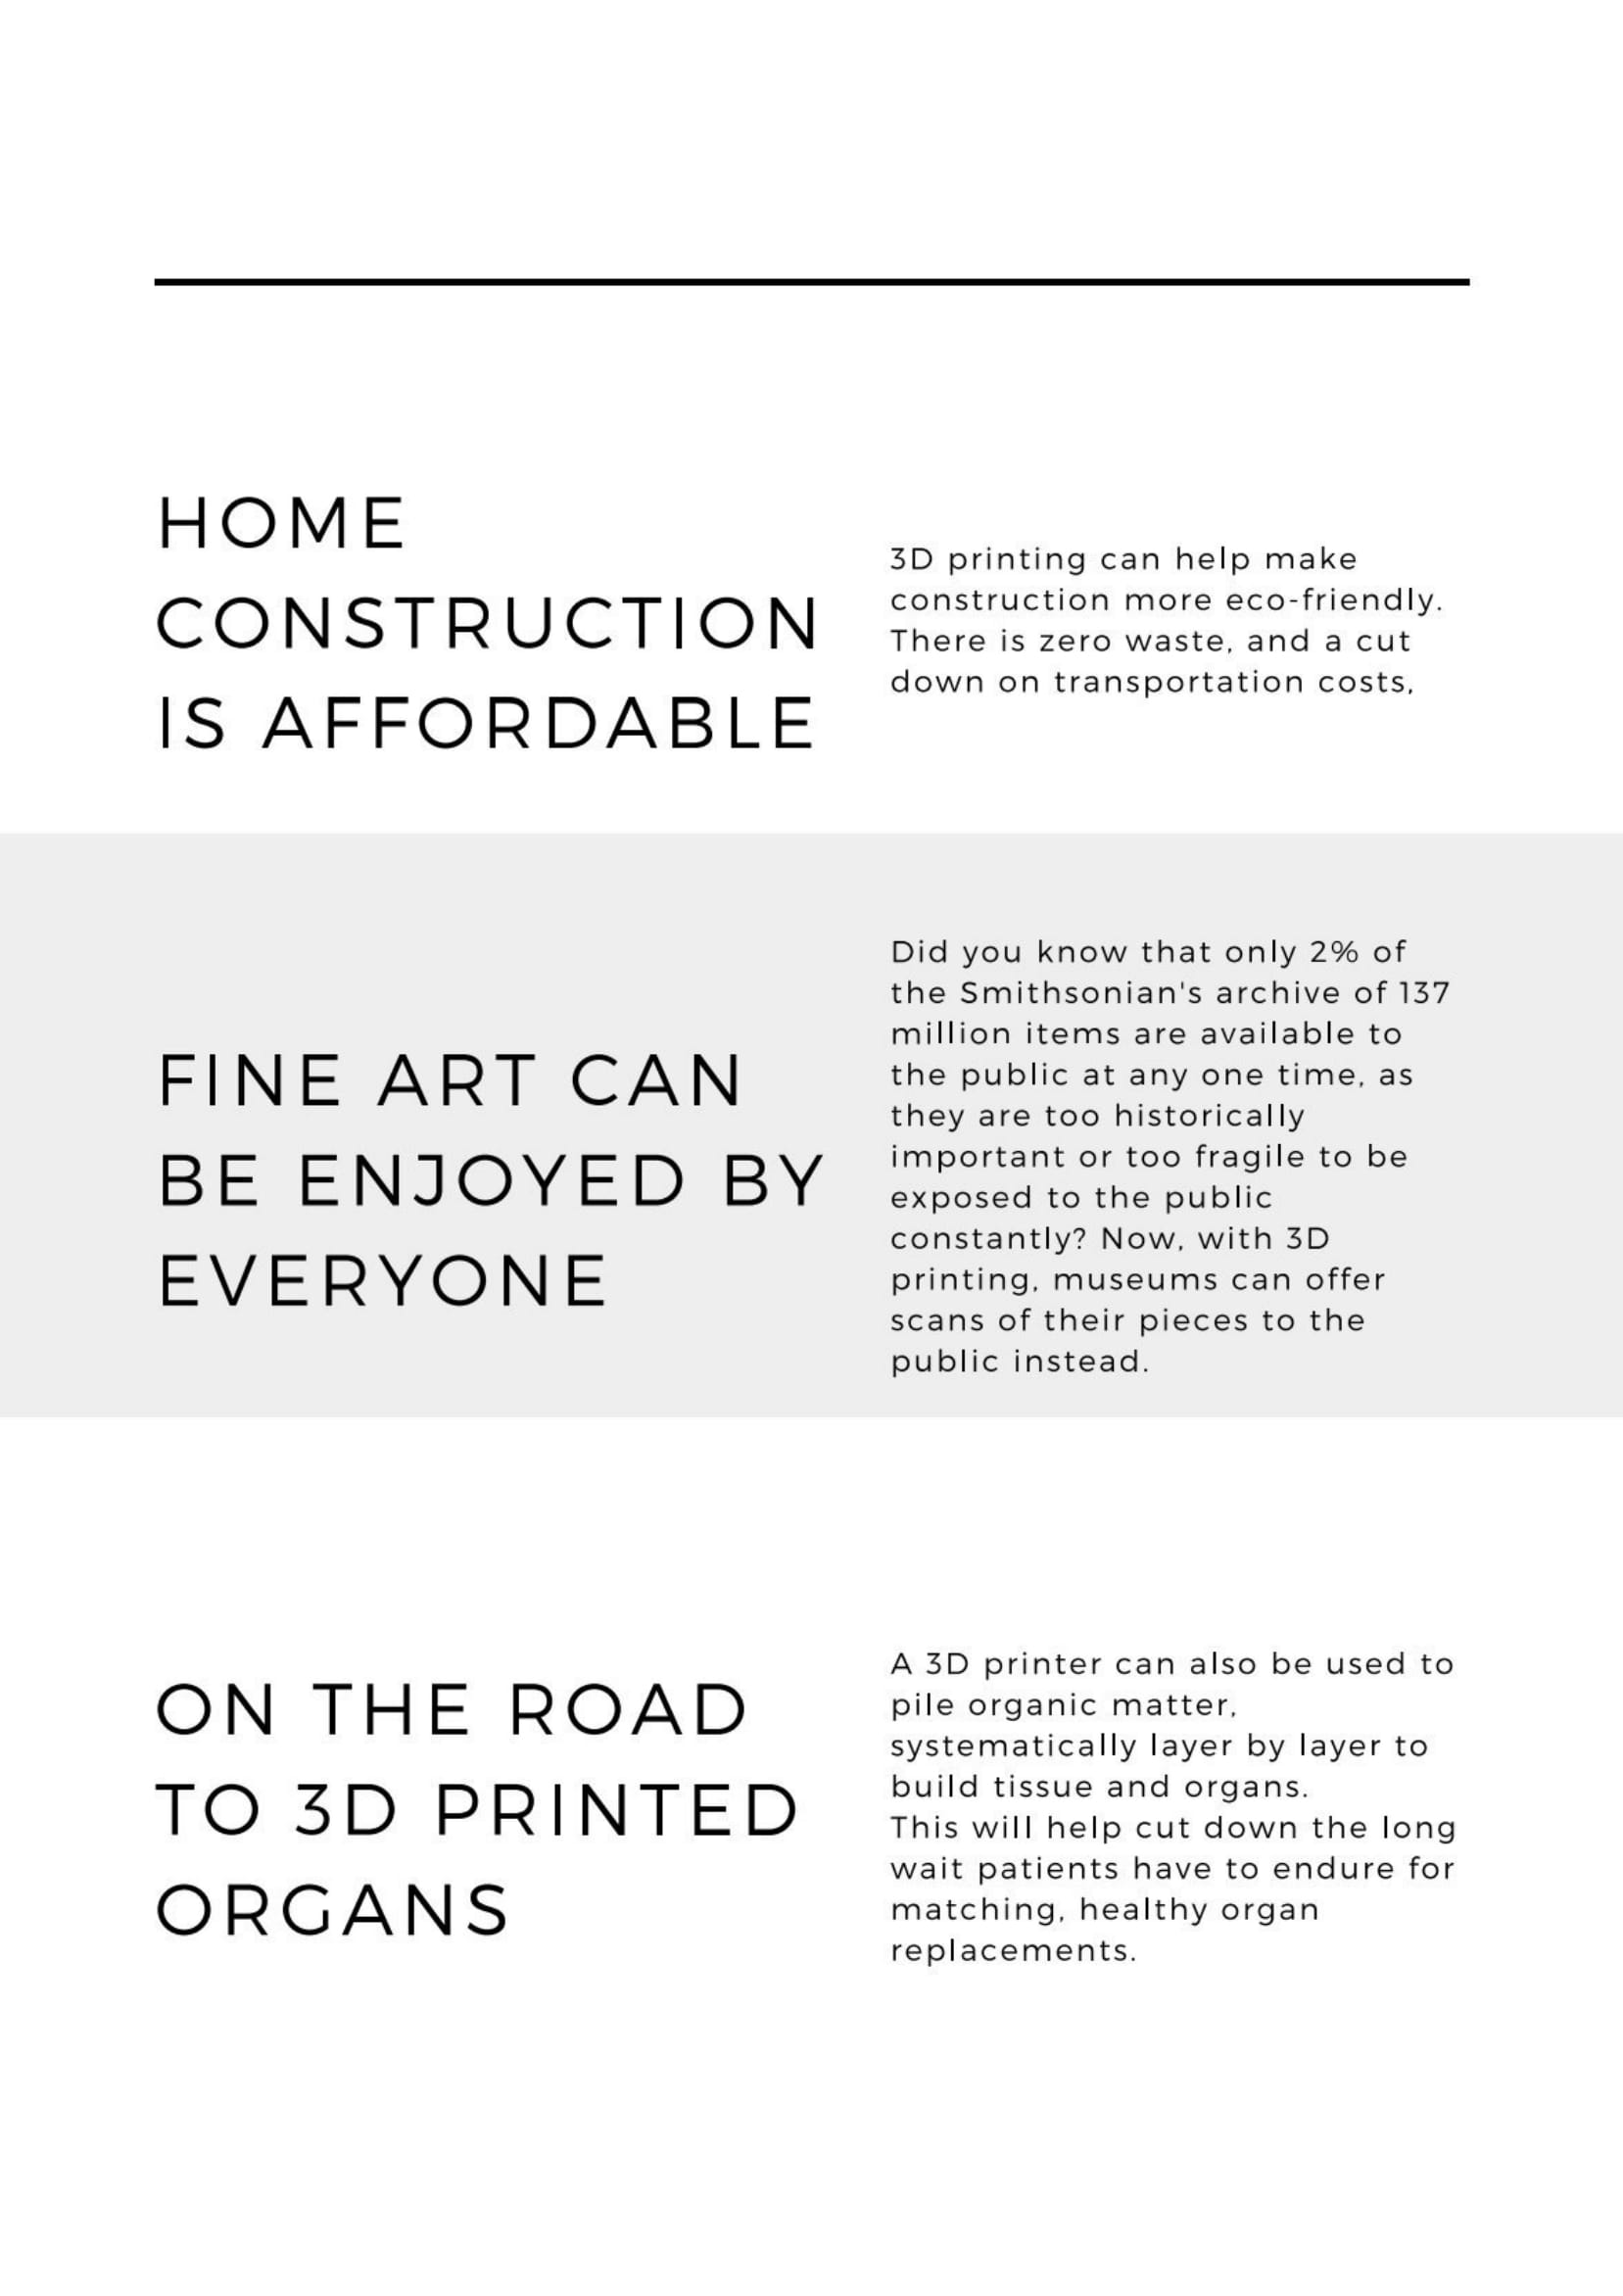 HOME
CONSTRUCTION
IS AFFORDABLE
3D printing can help make
construction more eco-friendly.
There is zero waste, and a cut
down on transportation costs,
FINE ART CAN
BE ENJOYED BY
EVERYONE
Did you know that only 2% of
the Smithsonian's archive of 137
million items are available to
the public at any one time, as
they are too historically
important or too fragile to be
exposed to the public
constantly? Now, with 3D
printing, museums can offer
scans of their pieces to the
public instead.
ON THE ROAD
TO 3D PRINTED
ORGANS
A 3D printer can also be used to
pile organic matter,
systematically layer by layer to
build tissue and organs.
This will help cut down the long
wait patients have to endure for
matching, healthy organ
replacements.